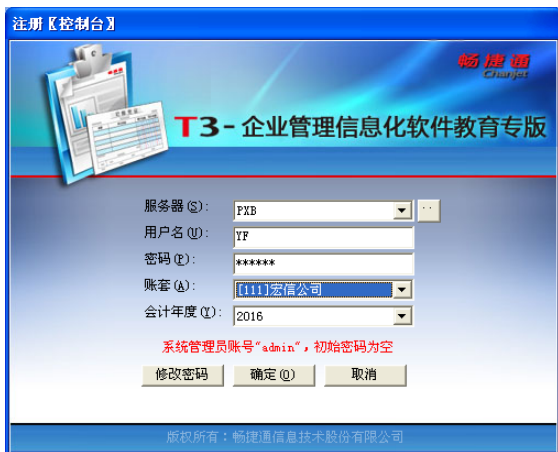 注册〖控制台〗
畅捷通
Chanjet
T3-企业管理信息化软件教育专版
服务器(S): PXB
用户名(U): YF
密码(P): ******
账套(A): [111]宏信公司
会计年度(Y): 2016
系统管理员账号"admin"，初始密码为空
修改密码 确定(O) 取消
版权所有：畅捷通信息技术股份有限公司